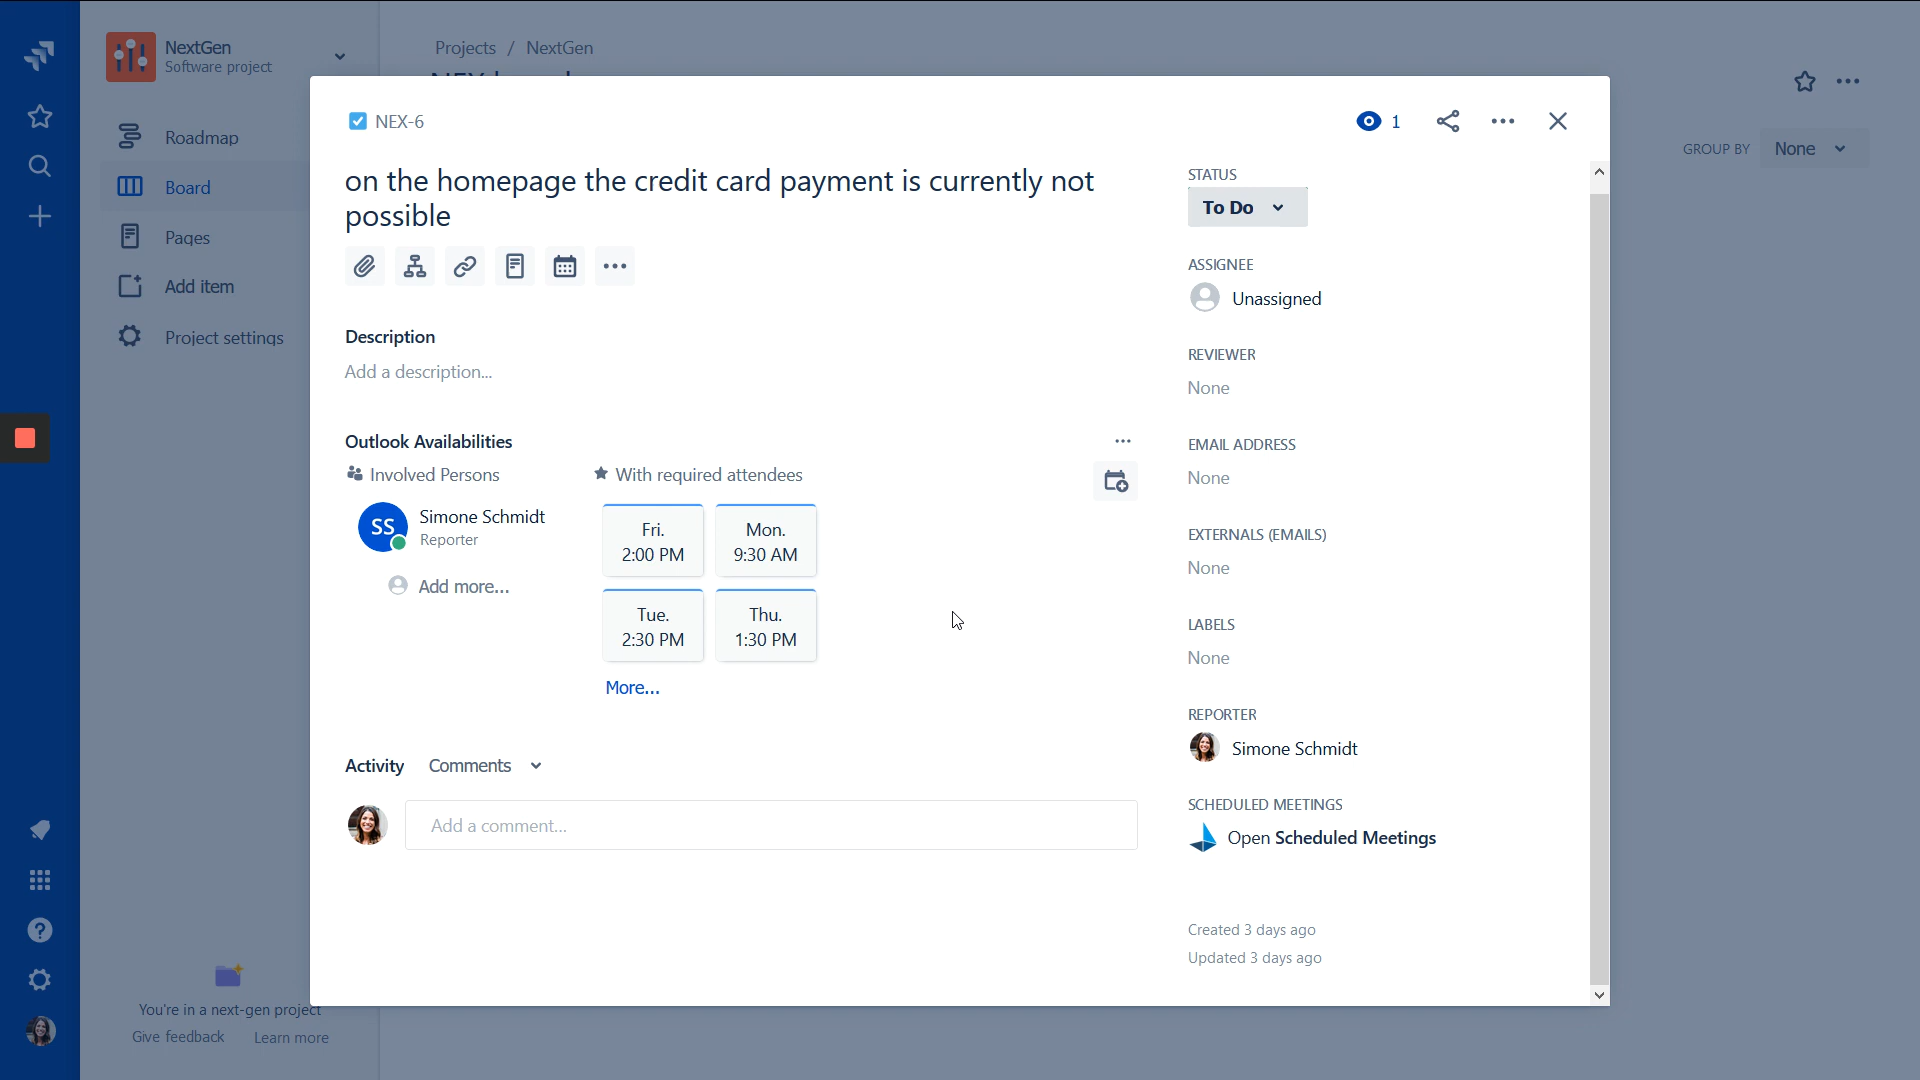 NextGen
Software project
Projects / NextGen
Roadmap
Board
Pages
Add item
Project settings
GROUP BY None
NEX-6
1
on the homepage the credit card payment is currently not
possible
Description
Add a description...
Outlook Availabilities
Involved Persons
With required attendees
SS
Simone Schmidt
Reporter
Add more...
Fri.
2:00 PM
Mon.
9:30 AM
Tue.
2:30 PM
Thu.
1:30 PM
More...
Activity Comments
Add a comment...
STATUS
To Do
ASSIGNEE
Unassigned
REVIEWER
None
EMAIL ADDRESS
None
EXTERNALS (EMAILS)
None
LABELS
None
REPORTER
Simone Schmidt
SCHEDULED MEETINGS
Open Scheduled Meetings
Created 3 days ago
Updated 3 days ago
You're in a next-gen project
Give feedback Learn more